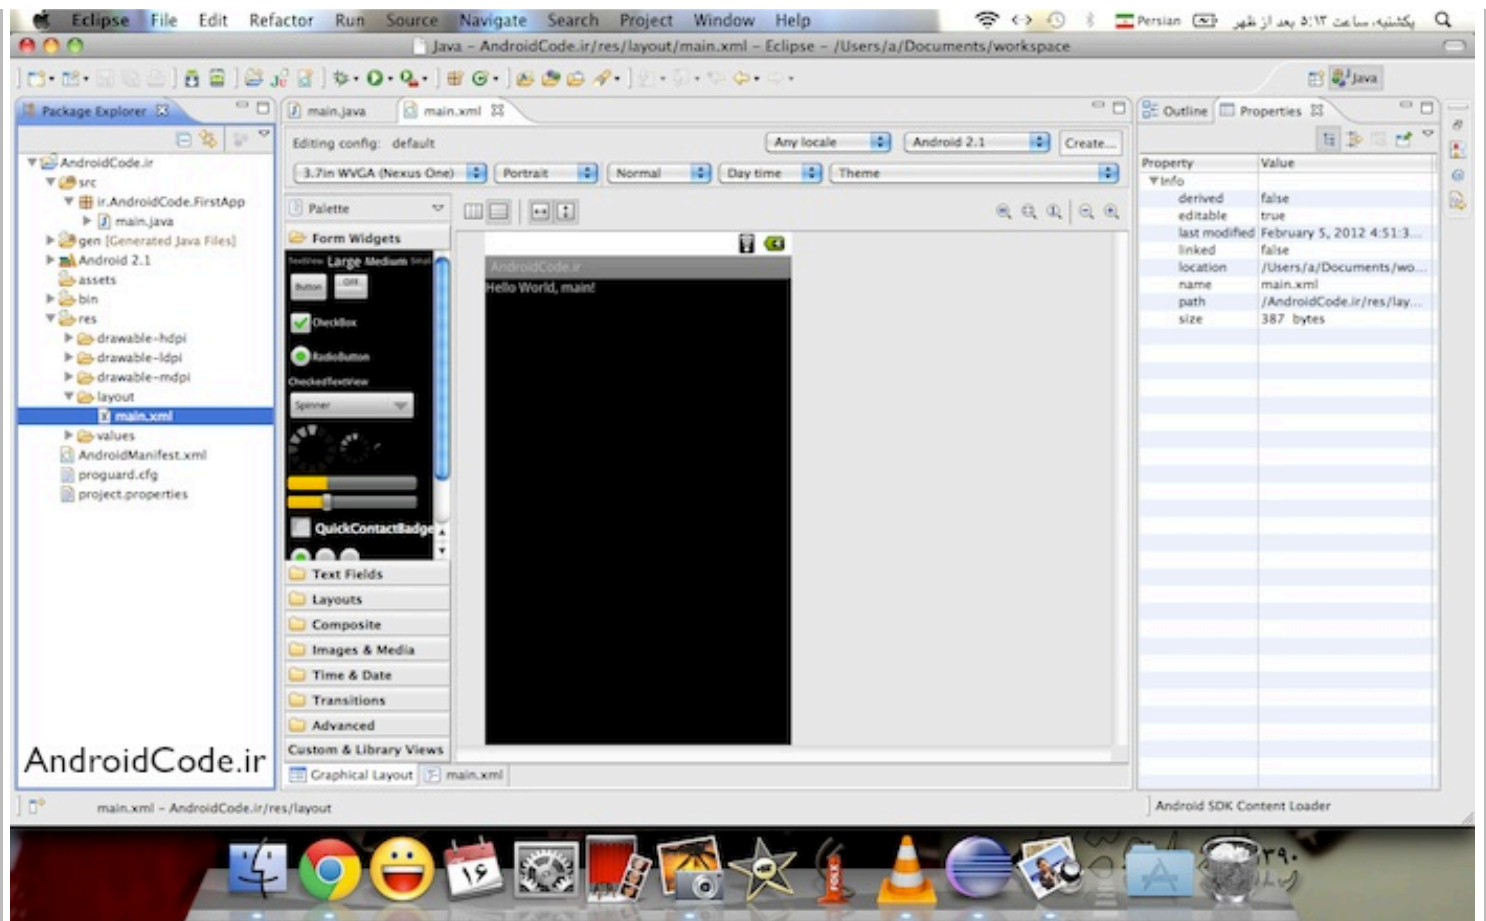 Eclipse File Edit Refactor Run Source Navigate Search Project Window Help Persian یکشنبه، ساعت ۵:۱۳ بعد از ظهر
Java – AndroidCode.ir/res/layout/main.xml – Eclipse – /Users/a/Documents/workspace
Java
Package Explorer
AndroidCode.ir
src
ir.AndroidCode.FirstApp
main.java
gen [Generated Java Files]
Android 2.1
assets
bin
res
drawable-hdpi
drawable-ldpi
drawable-mdpi
layout
main.xml
values
AndroidManifest.xml
proguard.cfg
project.properties
AndroidCode.ir
main.java main.xml
Editing config: default Any locale Android 2.1 Create...
3.7in WVGA (Nexus One) Portrait Normal Day time Theme
Palette
Form Widgets
TextView Large Medium Small
Button OFF
CheckBox
RadioButton
CheckedTextView
Spinner
QuickContactBadge
Text Fields
Layouts
Composite
Images & Media
Time & Date
Transitions
Advanced
Custom & Library Views
AndroidCode.ir
Hello World, main!
Graphical Layout main.xml
Outline Properties
Property Value
Info
derived false
editable true
last modified February 5, 2012 4:51:3...
linked false
location /Users/a/Documents/wo...
name main.xml
path /AndroidCode.ir/res/lay...
size 387 bytes
main.xml – AndroidCode.ir/res/layout
Android SDK Content Loader
۱۶
FOLX